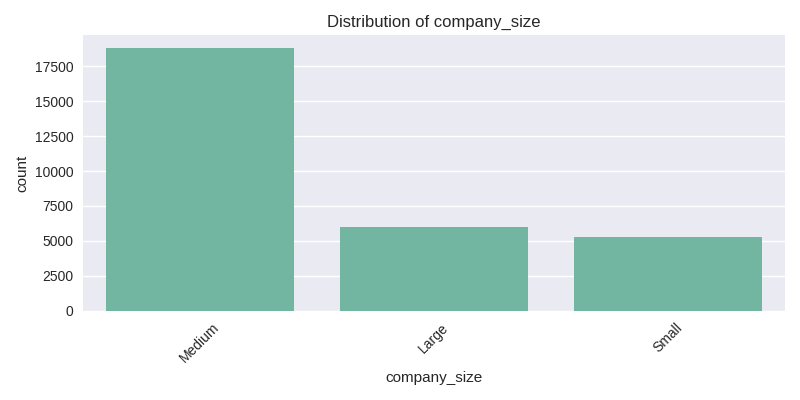 Distribution of company_size
count
17500
15000
12500
10000
7500
5000
2500
0
Medium
Large
Small
company_size